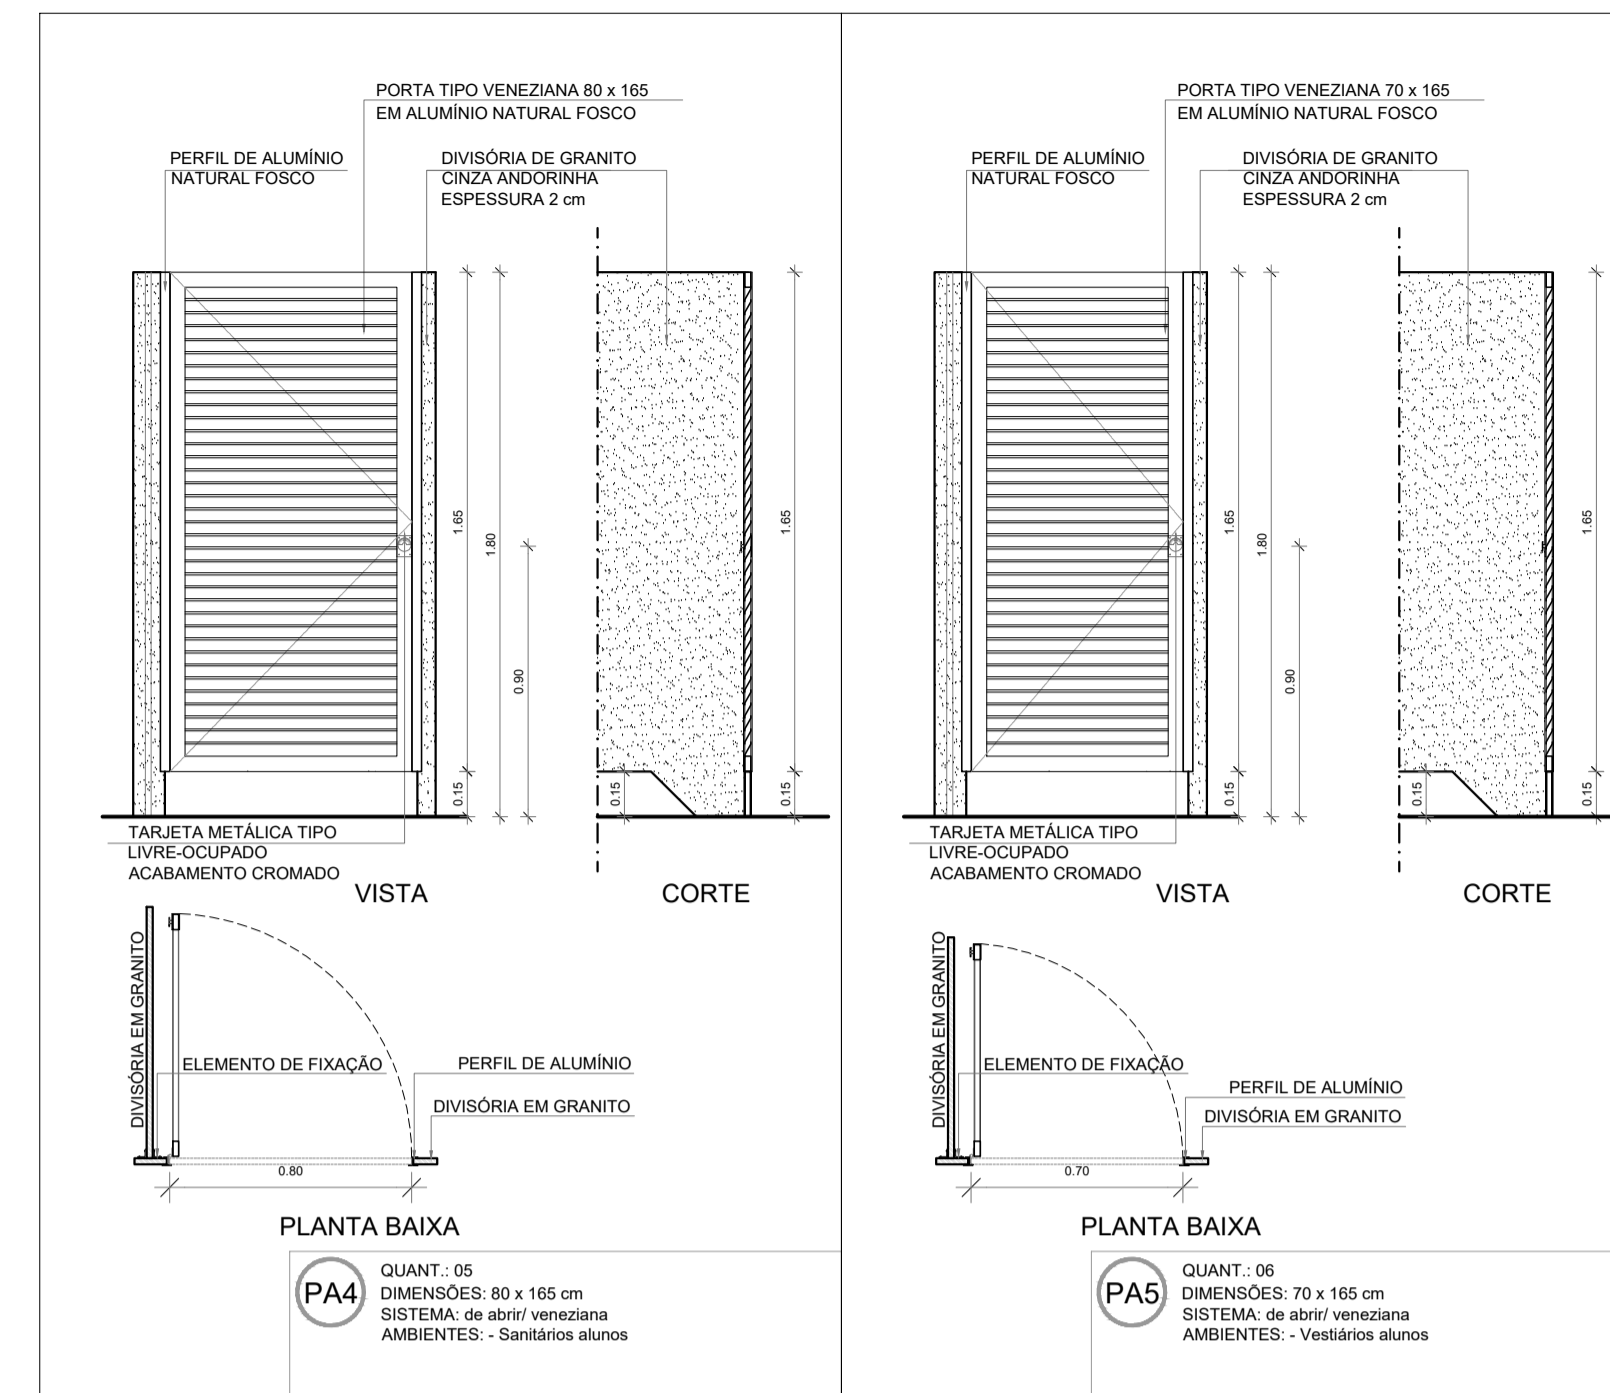 PORTA TIPO VENEZIANA 80 x 165
EM ALUMÍNIO NATURAL FOSCO
PERFIL DE ALUMÍNIO
NATURAL FOSCO
DIVISÓRIA DE GRANITO
CINZA ANDORINHA
ESPESSURA 2 cm
1.65
1.80
0.90
0.15
0.15
1.65
0.15
TARJETA METÁLICA TIPO
LIVRE-OCUPADO
ACABAMENTO CROMADO
VISTA
CORTE
DIVISÓRIA EM GRANITO
ELEMENTO DE FIXAÇÃO
PERFIL DE ALUMÍNIO
DIVISÓRIA EM GRANITO
0.80
PLANTA BAIXA
PA4
QUANT.: 05
DIMENSÕES: 80 x 165 cm
SISTEMA: de abrir/ veneziana
AMBIENTES: - Sanitários alunos
PORTA TIPO VENEZIANA 70 x 165
EM ALUMÍNIO NATURAL FOSCO
PERFIL DE ALUMÍNIO
NATURAL FOSCO
DIVISÓRIA DE GRANITO
CINZA ANDORINHA
ESPESSURA 2 cm
1.65
1.80
0.90
0.15
0.15
1.65
0.15
TARJETA METÁLICA TIPO
LIVRE-OCUPADO
ACABAMENTO CROMADO
VISTA
CORTE
DIVISÓRIA EM GRANITO
ELEMENTO DE FIXAÇÃO
PERFIL DE ALUMÍNIO
DIVISÓRIA EM GRANITO
0.70
PLANTA BAIXA
PA5
QUANT.: 06
DIMENSÕES: 70 x 165 cm
SISTEMA: de abrir/ veneziana
AMBIENTES: - Vestiários alunos